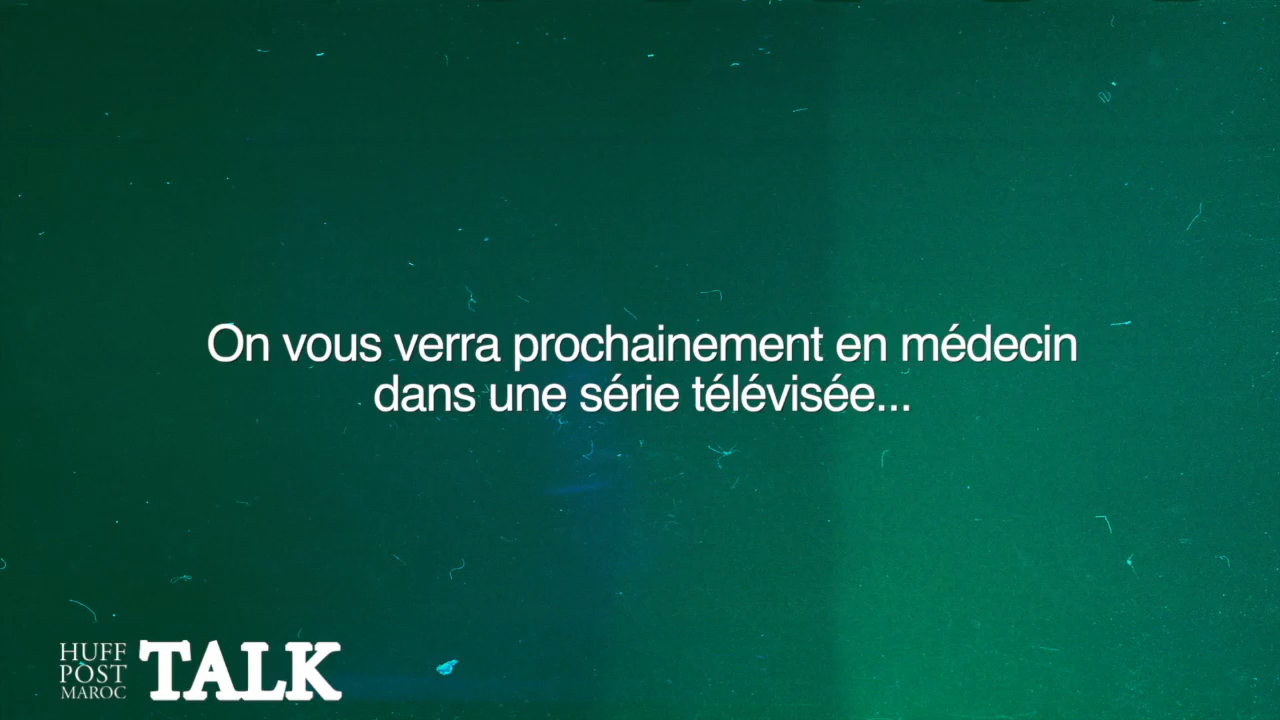 On vous verra prochainement en médecin
dans une série télévisée...
HUFF
POST
MAROC
TALK